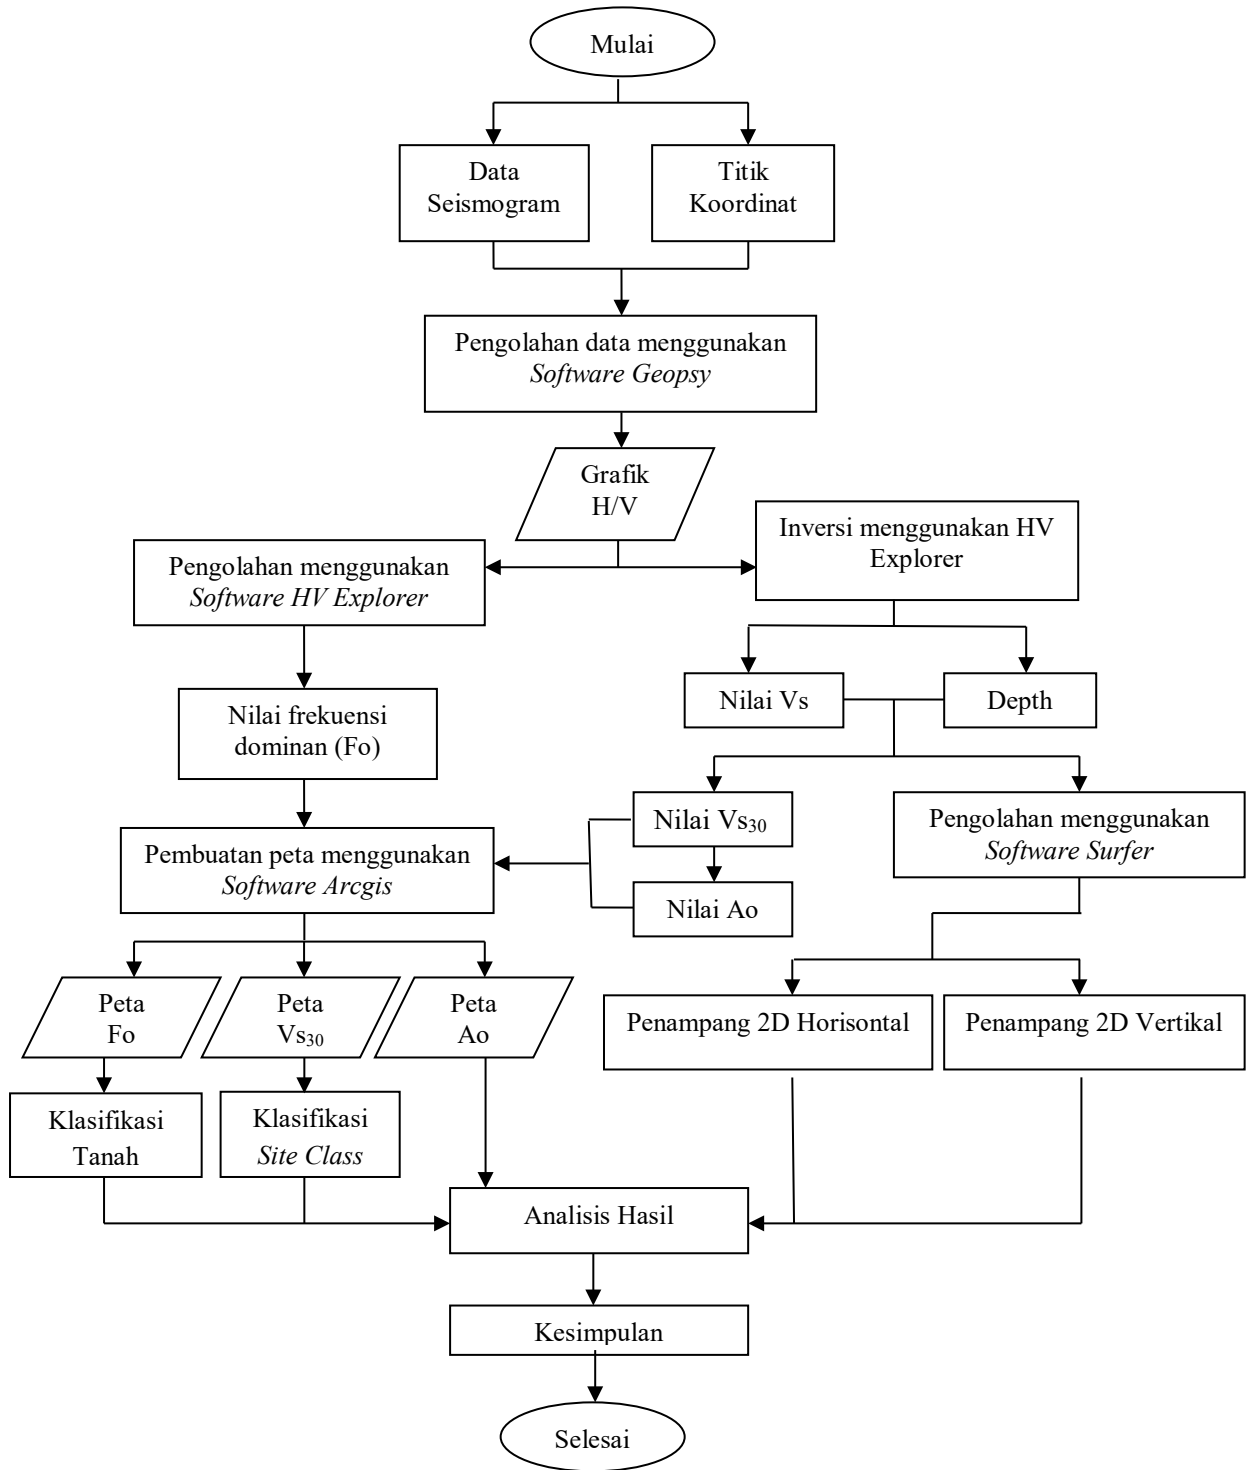 Mulai
Data
Seismogram
Titik
Koordinat
Pengolahan data menggunakan
Software Geopsy
Grafik
H/V
Pengolahan menggunakan
Software HV Explorer
Inversi menggunakan HV
Explorer
Nilai frekuensi
dominan (Fo)
Nilai Vs
Depth
Nilai Vs30
Pengolahan menggunakan
Software Surfer
Pembuatan peta menggunakan
Software Arcgis
Nilai Ao
Peta
Fo
Peta
Vs30
Peta
Ao
Penampang 2D Horisontal
Penampang 2D Vertikal
Klasifikasi
Tanah
Klasifikasi
Site Class
Analisis Hasil
Kesimpulan
Selesai